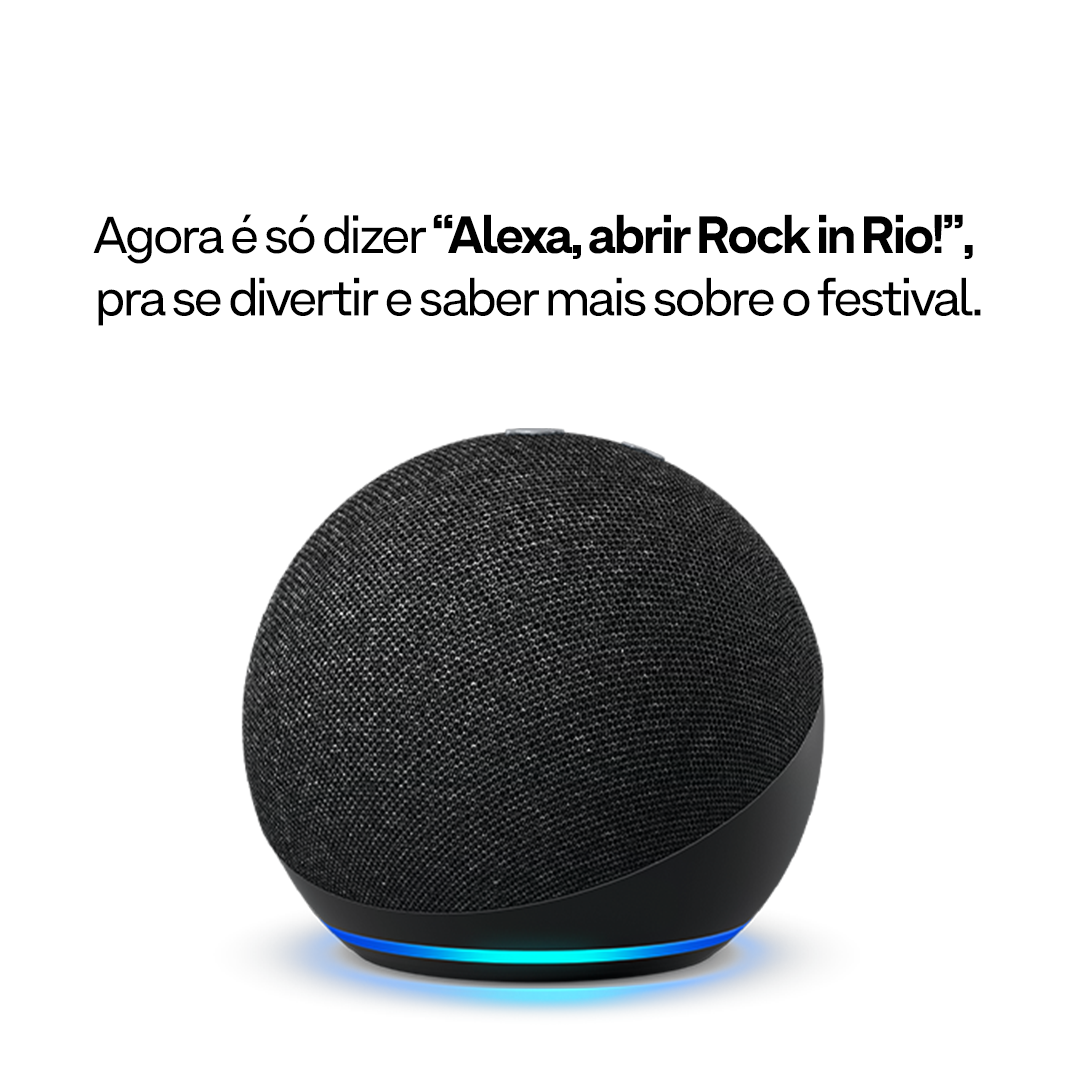 Agora é só dizer “Alexa, abrir Rock in Rio!”,
pra se divertir e saber mais sobre o festival.